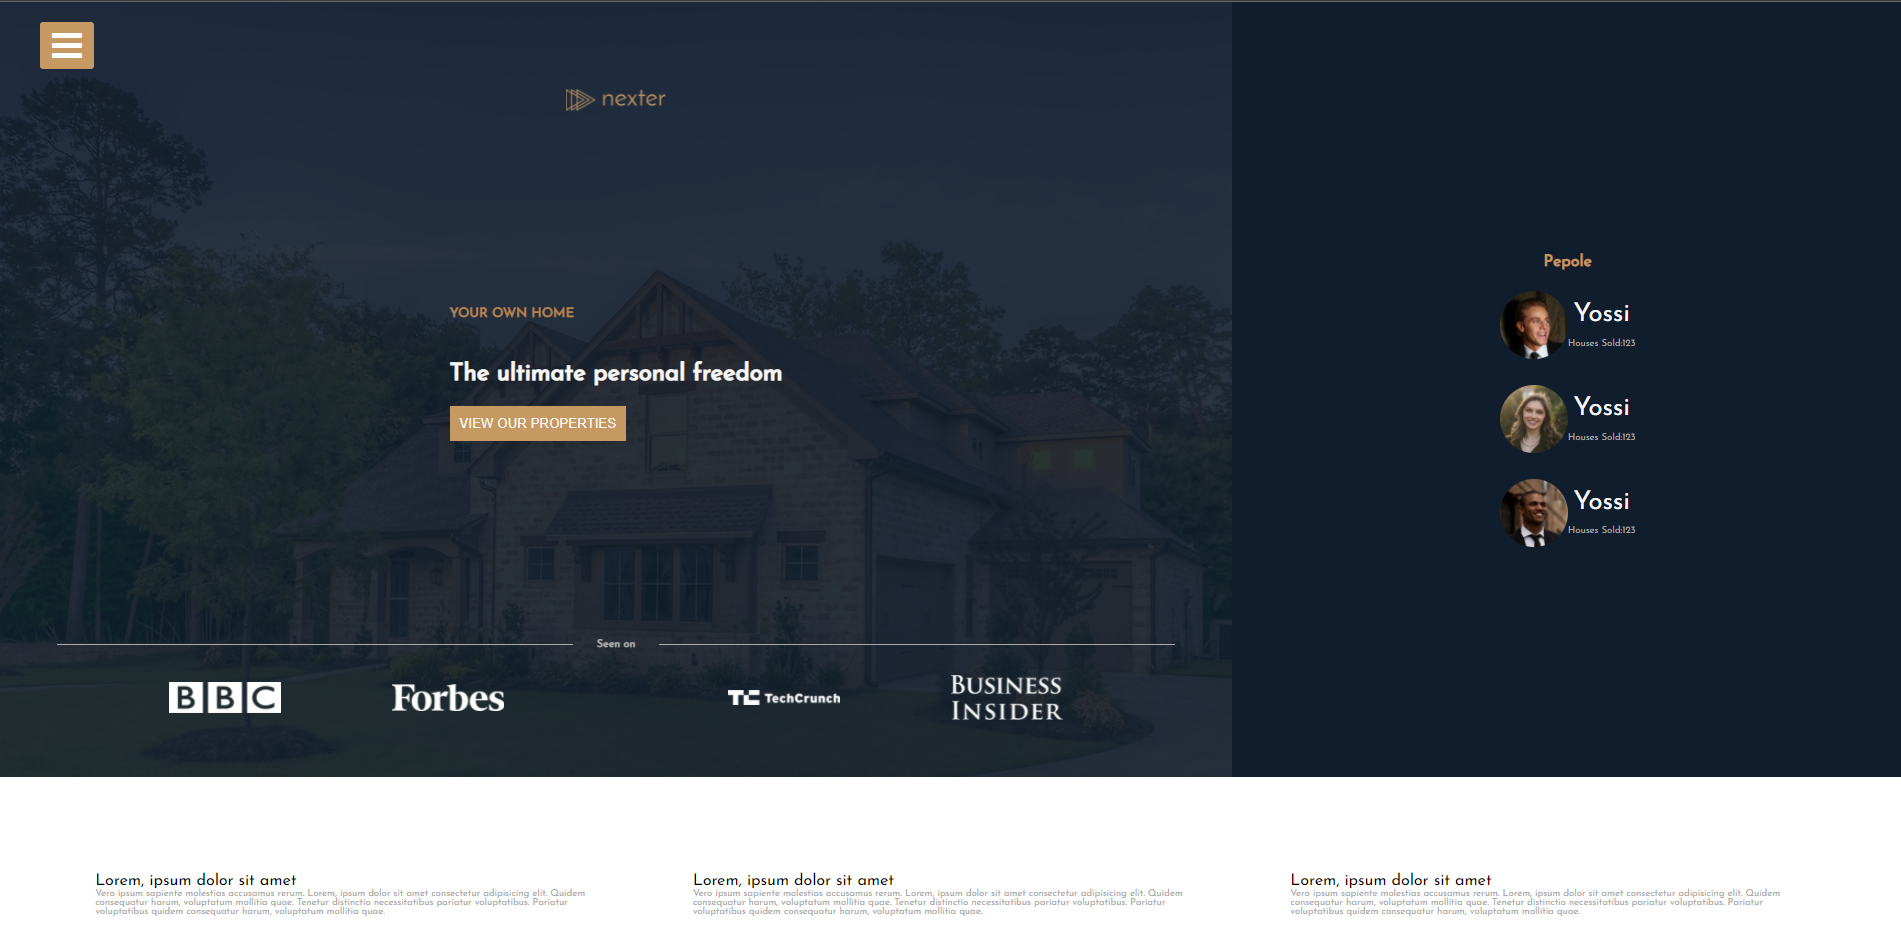 nexter
YOUR OWN HOME
The ultimate personal freedom
VIEW OUR PROPERTIES
Seen on
BBC
Forbes
TC TechCrunch
BUSINESS
INSIDER
Pepole
Yossi
Houses Sold:123
Yossi
Houses Sold:123
Yossi
Houses Sold:123
Lorem, ipsum dolor sit amet
Vero ipsum sapiente molestias accusamus rerum. Lorem, ipsum dolor sit amet consectetur adipisicing elit. Quidem
consequatur harum, voluptatum mollitia quae. Tenetur distinctio necessitatibus pariatur voluptatibus. Pariatur
voluptatibus quidem consequatur harum, voluptatum mollitia quae.
Lorem, ipsum dolor sit amet
Vero ipsum sapiente molestias accusamus rerum. Lorem, ipsum dolor sit amet consectetur adipisicing elit. Quidem
consequatur harum, voluptatum mollitia quae. Tenetur distinctio necessitatibus pariatur voluptatibus. Pariatur
voluptatibus quidem consequatur harum, voluptatum mollitia quae.
Lorem, ipsum dolor sit amet
Vero ipsum sapiente molestias accusamus rerum. Lorem, ipsum dolor sit amet consectetur adipisicing elit. Quidem
consequatur harum, voluptatum mollitia quae. Tenetur distinctio necessitatibus pariatur voluptatibus. Pariatur
voluptatibus quidem consequatur harum, voluptatum mollitia quae.